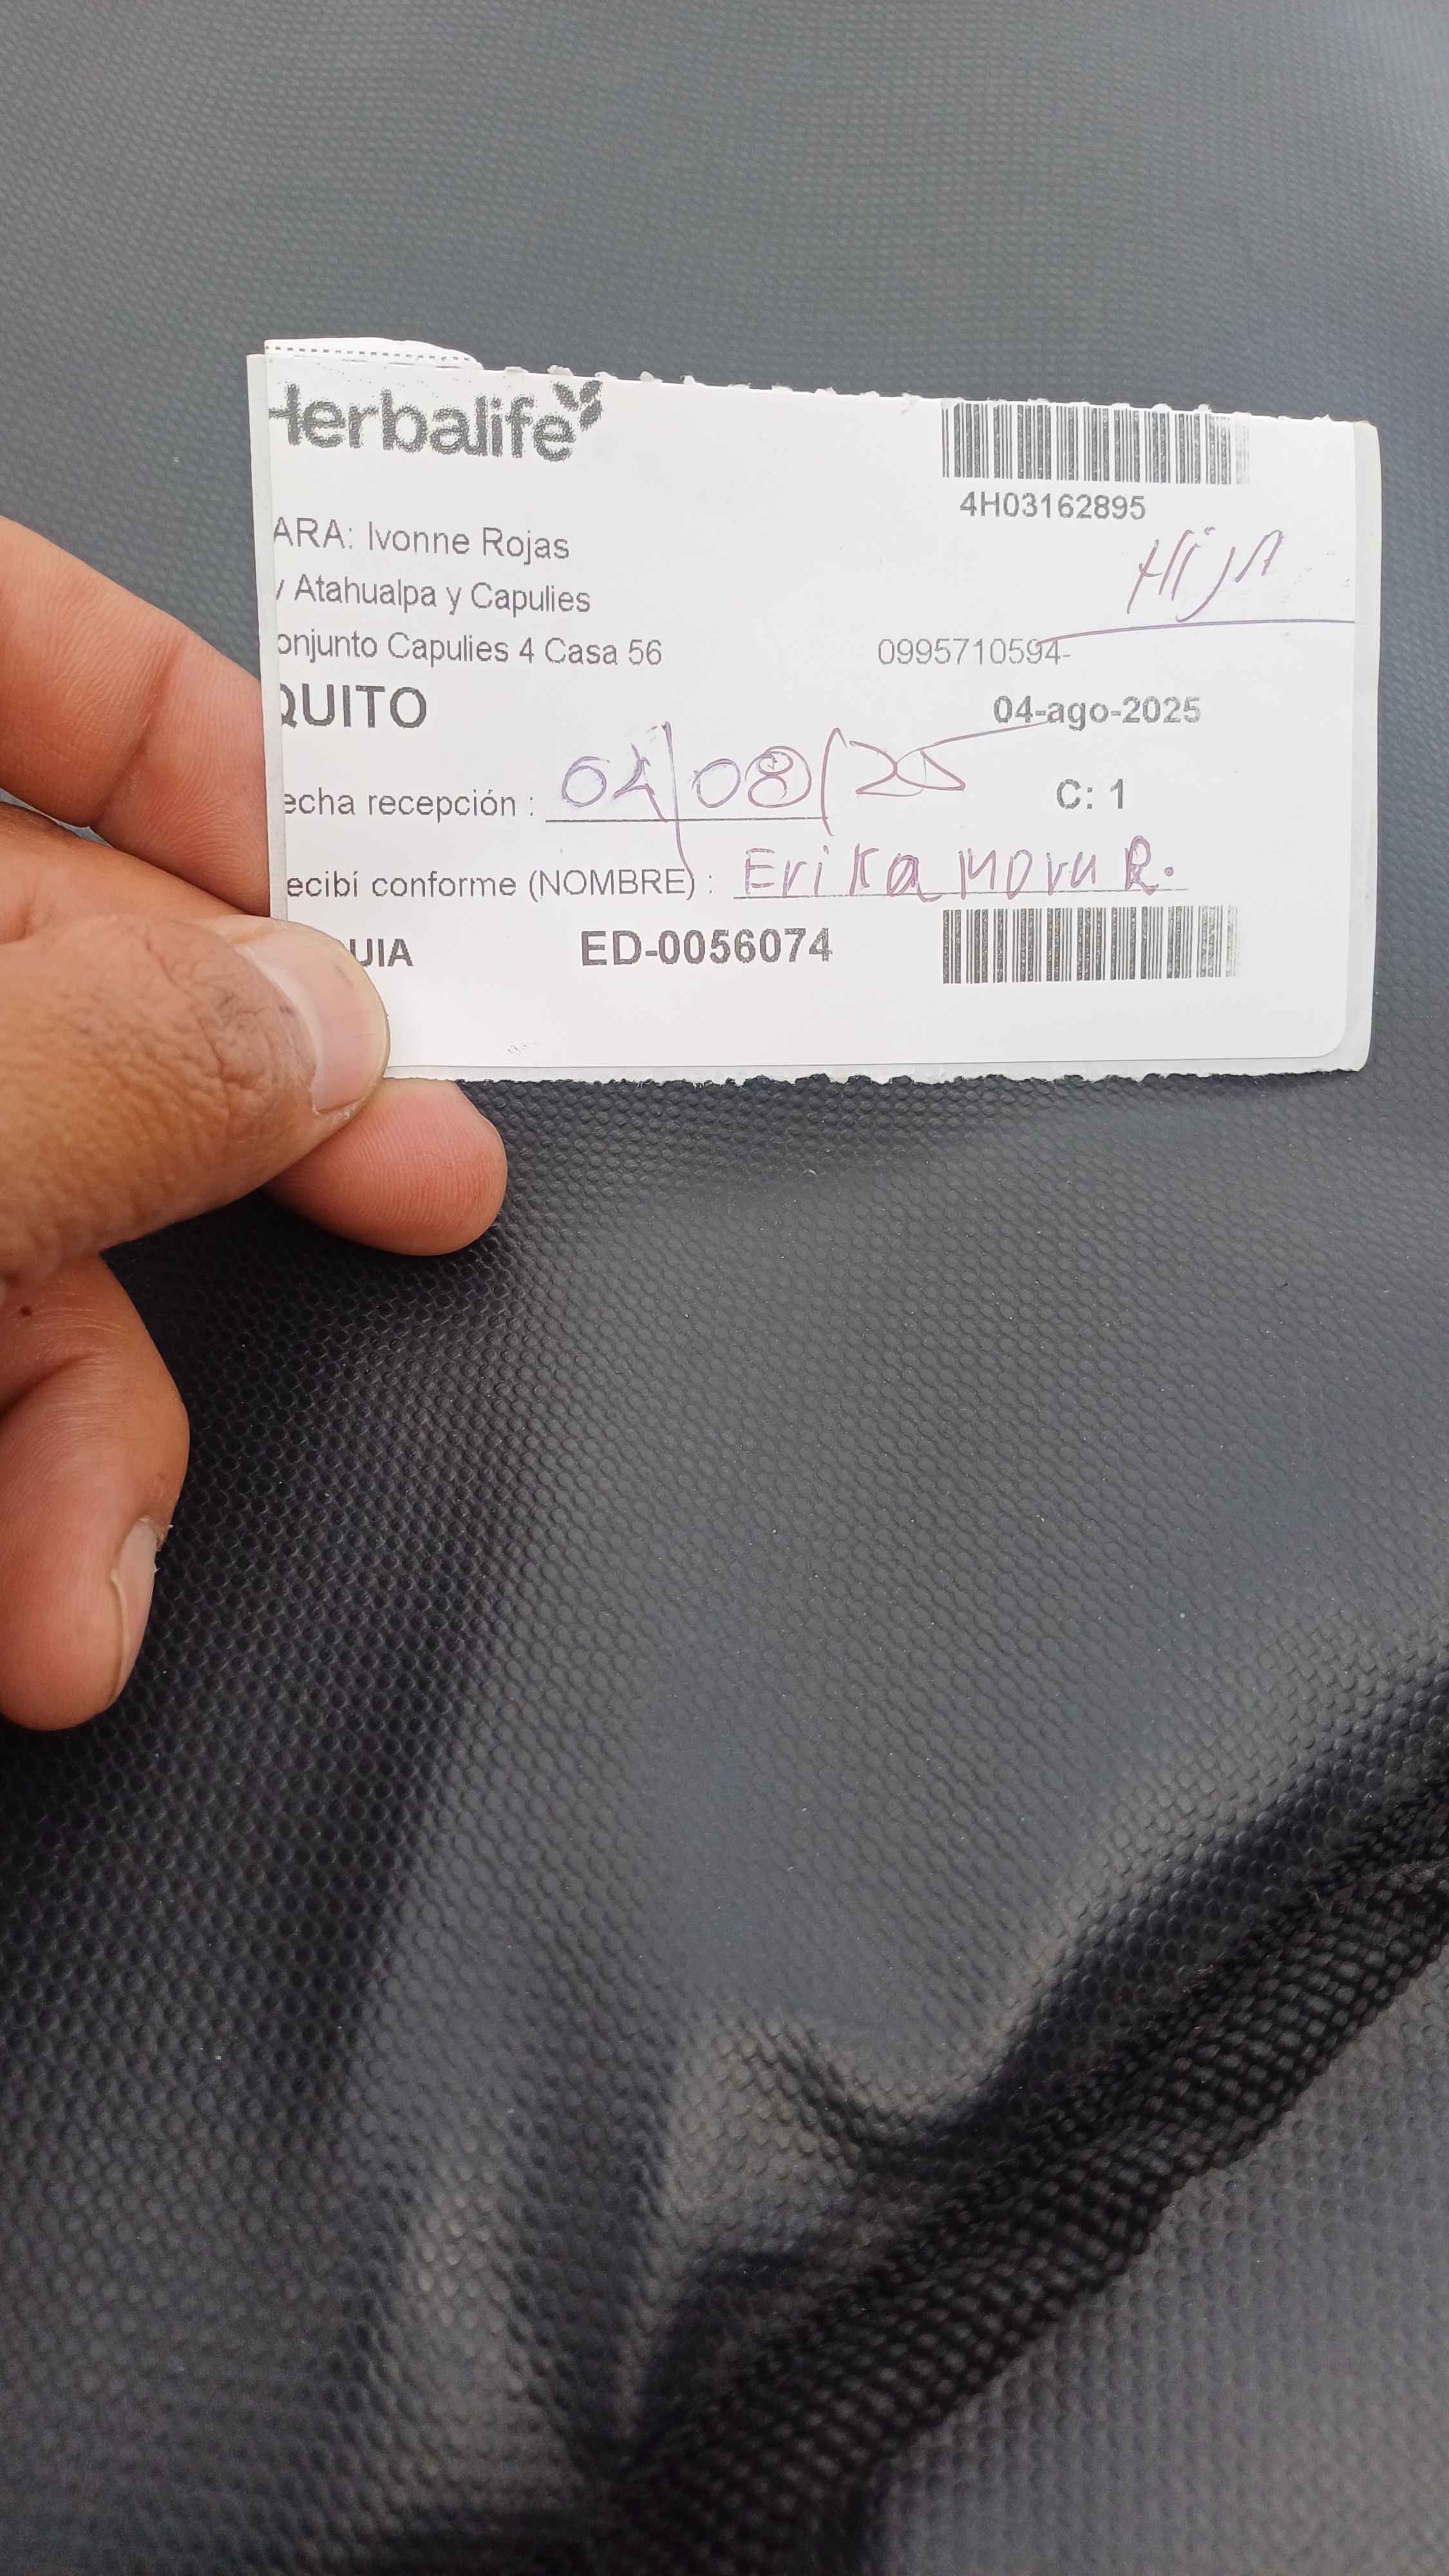 Herbalife
4H03162895
ARA: Ivonne Rojas
HijA
/ Atahualpa y Capulies
onjunto Capulies 4 Casa 56 0995710594-
QUITO 04-ago-2025
echa recepción : 04/08/25 C: 1
ecibí conforme (NOMBRE) : Erika Mora R.
UIA ED-0056074